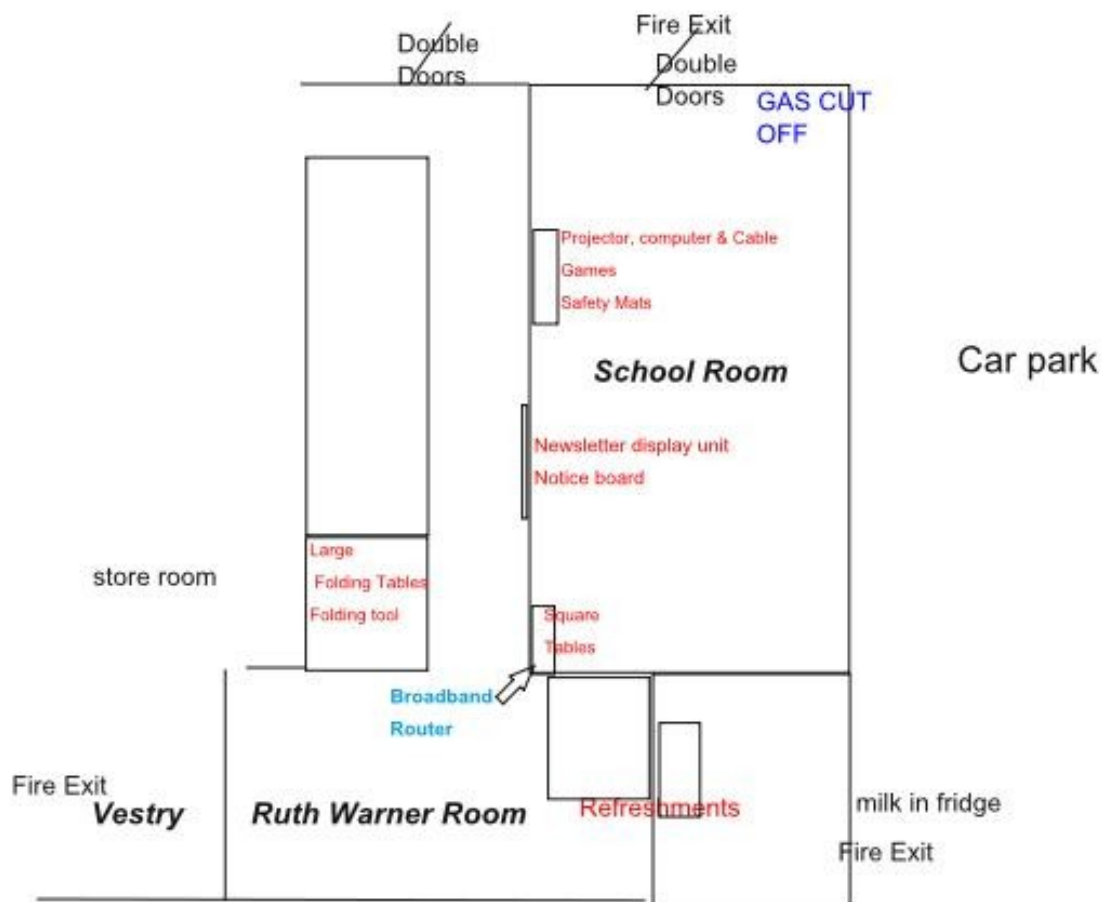 Fire Exit
Double
Doors
Double
Doors
GAS CUT
OFF
Projector, computer & Cable
Games
Safety Mats
School Room
Car park
Newsletter display unit
Notice board
Large
Folding Tables
Folding tool
store room
Square
Tables
Broadband
Router
Fire Exit
Vestry
Ruth Warner Room
Refreshments
milk in fridge
Fire Exit